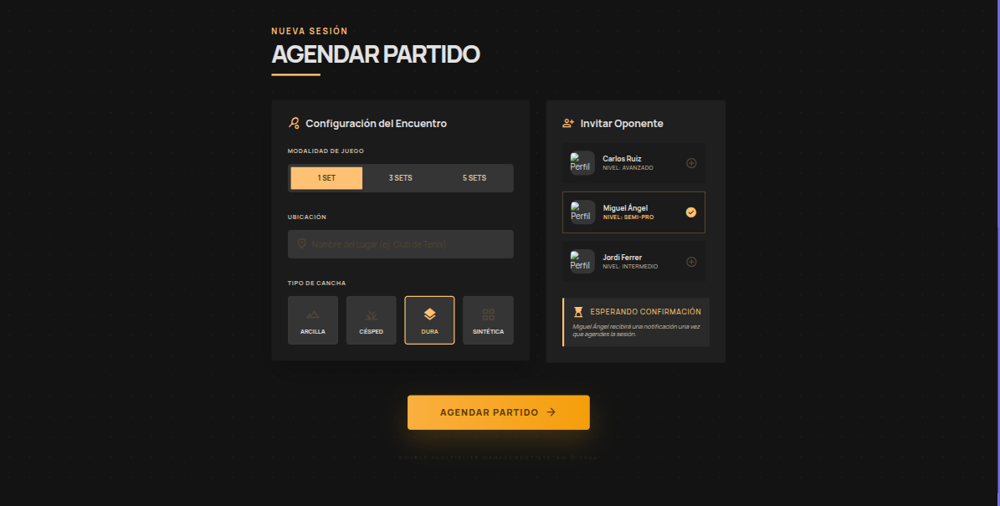 NUEVA SESIÓN
AGENDAR PARTIDO
Configuración del Encuentro
MODALIDAD DE JUEGO
1 SET
3 SETS
5 SETS
UBICACIÓN
Nombre del Lugar (ej: Club de Tenis)
TIPO DE CANCHA
ARCILLA
CÉSPED
DURA
SINTÉTICA
Invitar Oponente
Perfil
Carlos Ruiz
NIVEL: AVANZADO
Perfil
Miguel Ángel
NIVEL: SEMI-PRO
Perfil
Jordi Ferrer
NIVEL: INTERMEDIO
ESPERANDO CONFIRMACIÓN
Miguel Ángel recibirá una notificación una vez
que agendes la sesión.
AGENDAR PARTIDO
MANAGEMENT SYSTEM